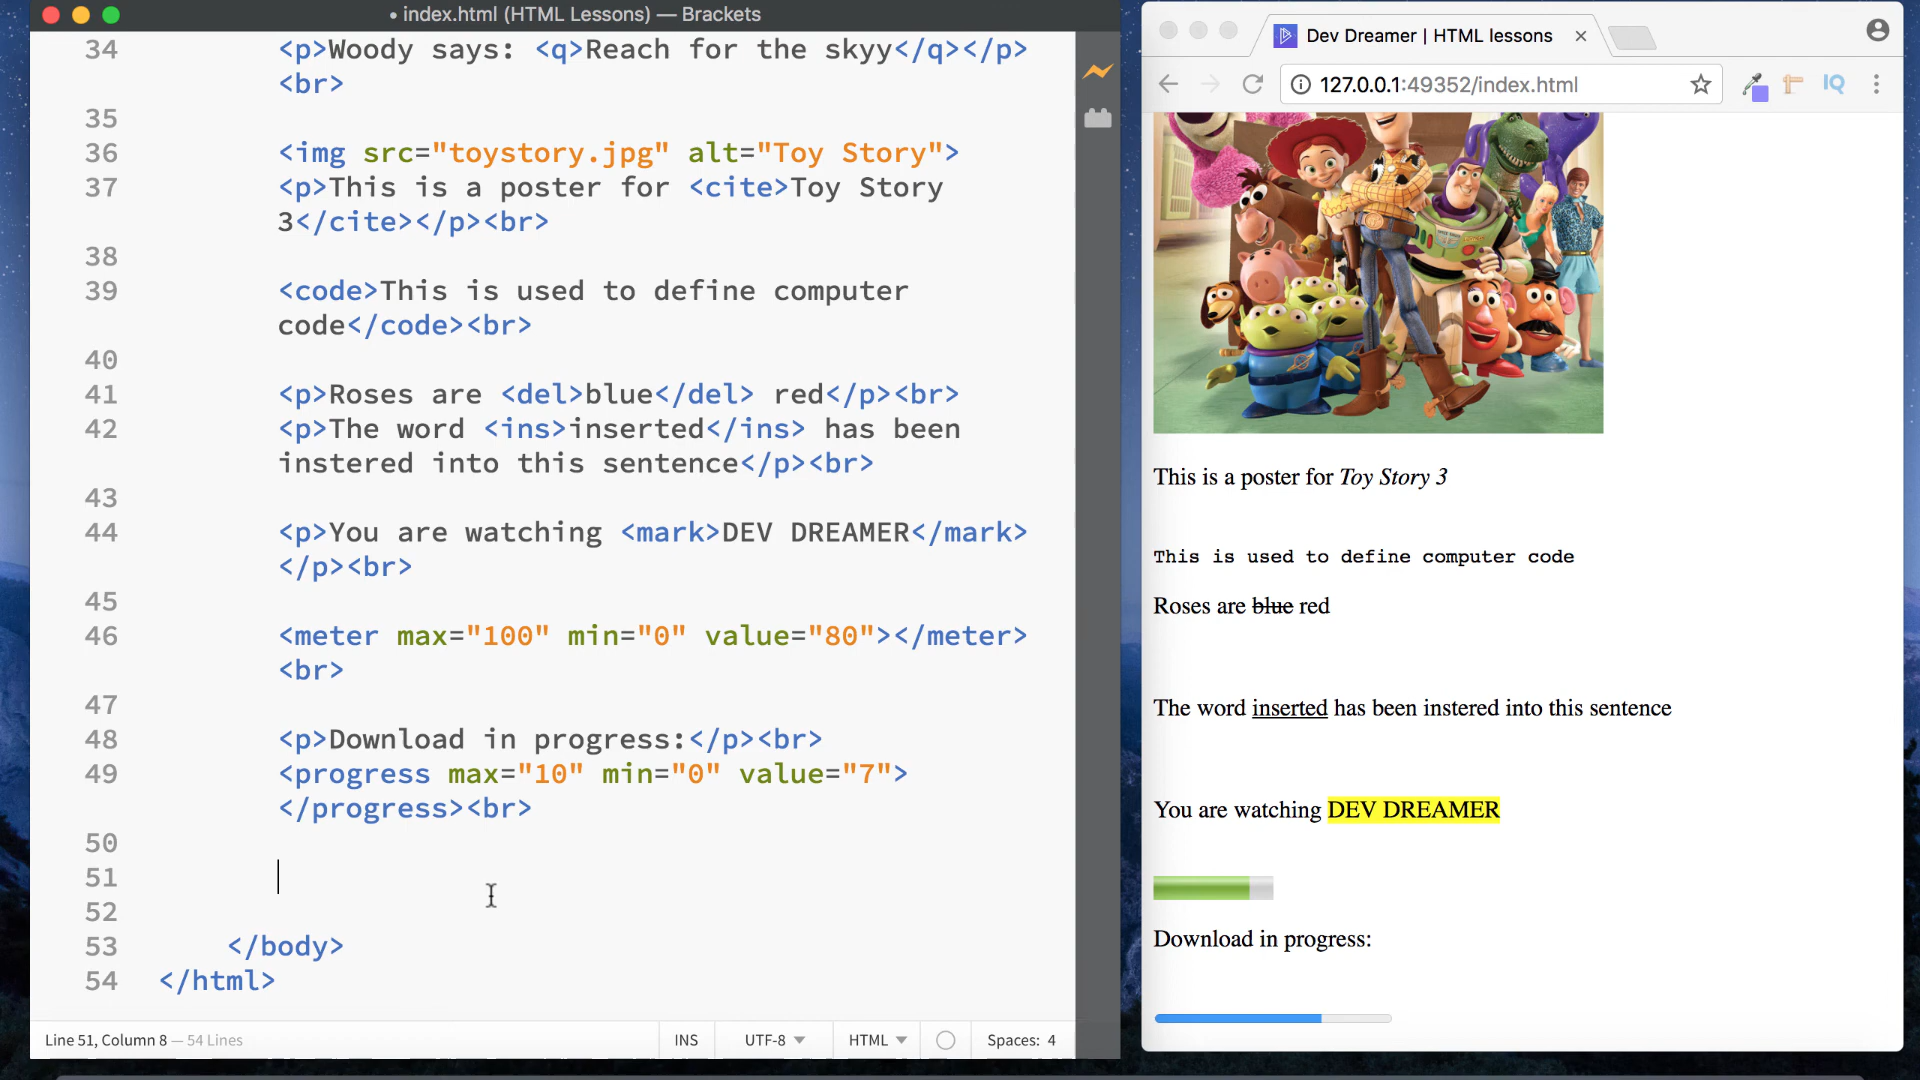 • index.html (HTML Lessons) — Brackets
34 <p>Woody says: <q>Reach for the skyy</q></p>
<br>
35
36 <img src="toystory.jpg" alt="Toy Story">
37 <p>This is a poster for <cite>Toy Story
3</cite></p><br>
38
39 <code>This is used to define computer
code</code><br>
40
41 <p>Roses are <del>blue</del> red</p><br>
42 <p>The word <ins>inserted</ins> has been
instered into this sentence</p><br>
43
44 <p>You are watching <mark>DEV DREAMER</mark>
</p><br>
45
46 <meter max="100" min="0" value="80"></meter>
<br>
47
48 <p>Download in progress:</p><br>
49 <progress max="10" min="0" value="7">
</progress><br>
50
51
52
53 </body>
54 </html>
Line 51, Column 8 — 54 Lines INS UTF-8 HTML Spaces: 4
Dev Dreamer | HTML lessons
127.0.0.1:49352/index.html IQ
This is a poster for Toy Story 3
This is used to define computer code
Roses are blue red
The word inserted has been instered into this sentence
You are watching DEV DREAMER
Download in progress: